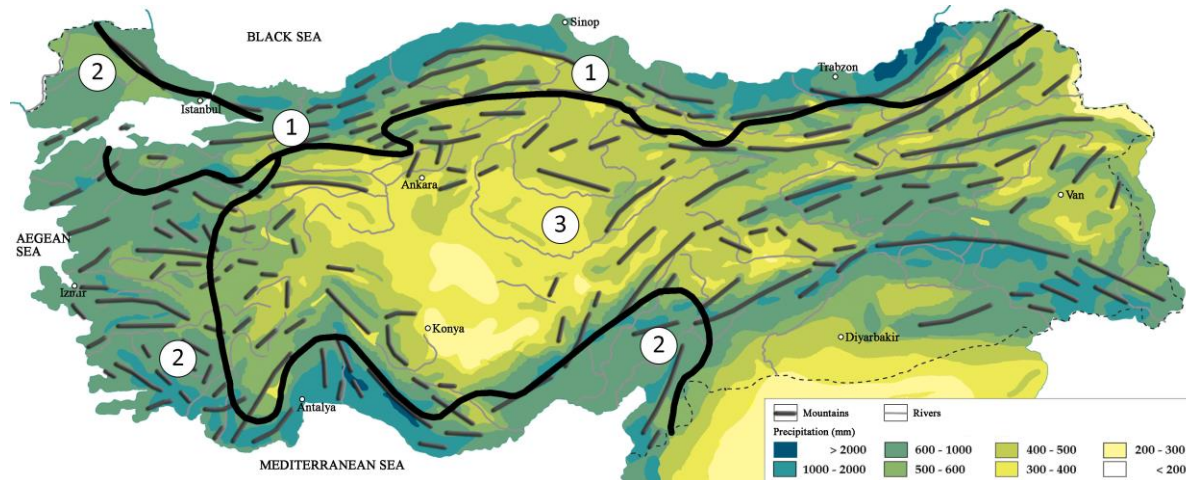 Sinop
BLACK SEA
2
1
Trabzon
Istanbul
1
Ankara
Van
3
AEGEAN
SEA
Izmir
Konya
2
2
Diyarbakir
Antalya
MEDITERRANEAN SEA
Mountains
Rivers
Precipitation (mm)
> 2000
600 - 1000
400 - 500
200 - 300
1000 - 2000
500 - 600
300 - 400
< 200